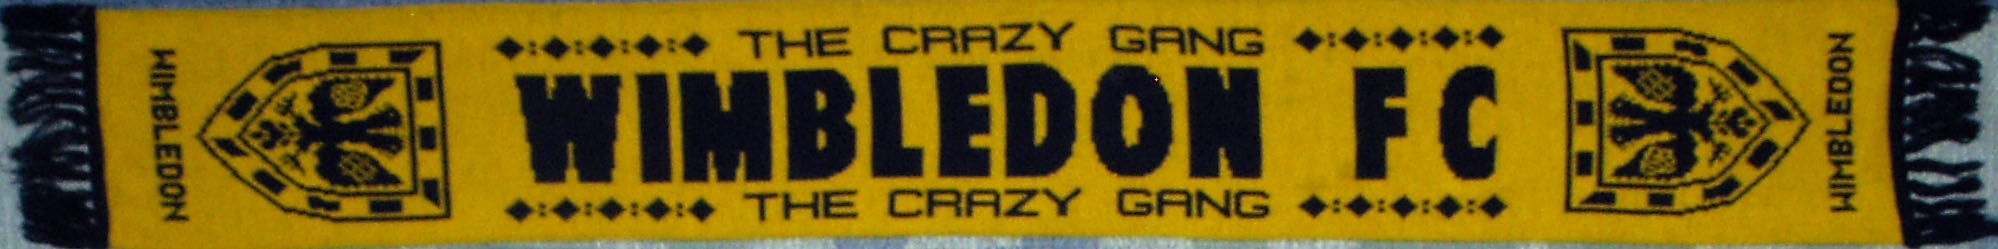 WIMBLEDON
THE CRAZY GANG
WIMBLEDON FC
THE CRAZY GANG
WIMBLEDON